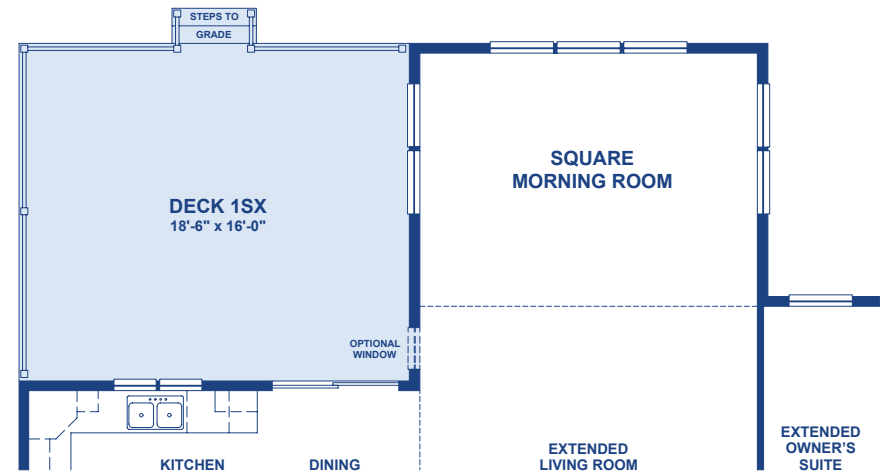 STEPS TO
GRADE
SQUARE
MORNING ROOM
DECK 1SX
18'-6" x 16'-0"
OPTIONAL
WINDOW
KITCHEN
DINING
EXTENDED
LIVING ROOM
EXTENDED
OWNER'S
SUITE